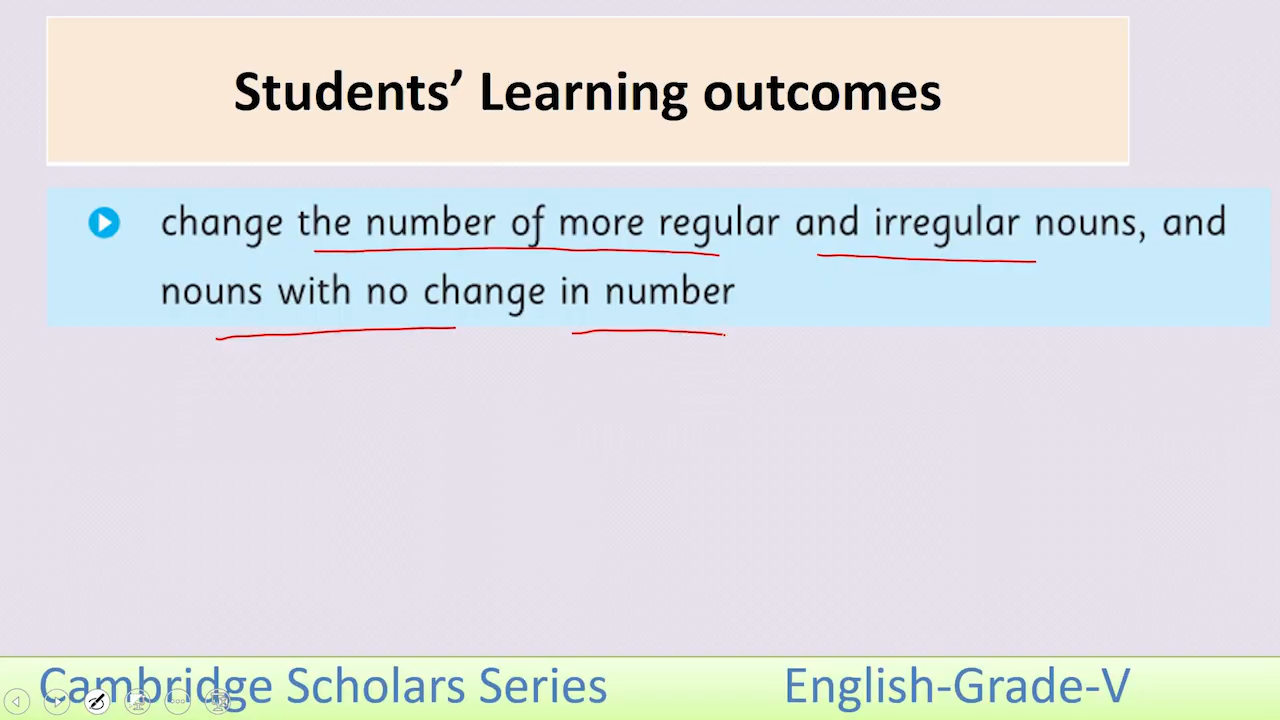 Students’ Learning outcomes
change the number of more regular and irregular nouns, and
nouns with no change in number
Cambridge Scholars Series English-Grade-V